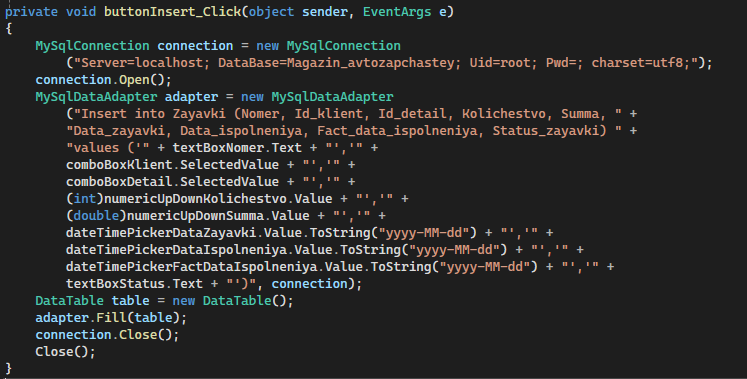 private void buttonInsert_Click(object sender, EventArgs e)
{
MySqlConnection connection = new MySqlConnection
("Server=localhost; DataBase=Magazin_avtozapchastey; Uid=root; Pwd=; charset=utf8;");
connection.Open();
MySqlDataAdapter adapter = new MySqlDataAdapter
("Insert into Zayavki (Nomer, Id_klient, Id_detail, Kolichestvo, Summa, " +
"Data_zayavki, Data_ispolneniya, Fact_data_ispolneniya, Status_zayavki) " +
"values ('" + textBoxNomer.Text + "','" +
comboBoxKlient.SelectedValue + "','" +
comboBoxDetail.SelectedValue + "','" +
(int)numericUpDownKolichestvo.Value + "','" +
(double)numericUpDownSumma.Value + "','" +
dateTimePickerDataZayavki.Value.ToString("yyyy-MM-dd") + "','" +
dateTimePickerDataIspolneniya.Value.ToString("yyyy-MM-dd") + "','" +
dateTimePickerFactDataIspolneniya.Value.ToString("yyyy-MM-dd") + "','" +
textBoxStatus.Text + "')", connection);
DataTable table = new DataTable();
adapter.Fill(table);
connection.Close();
Close();
}